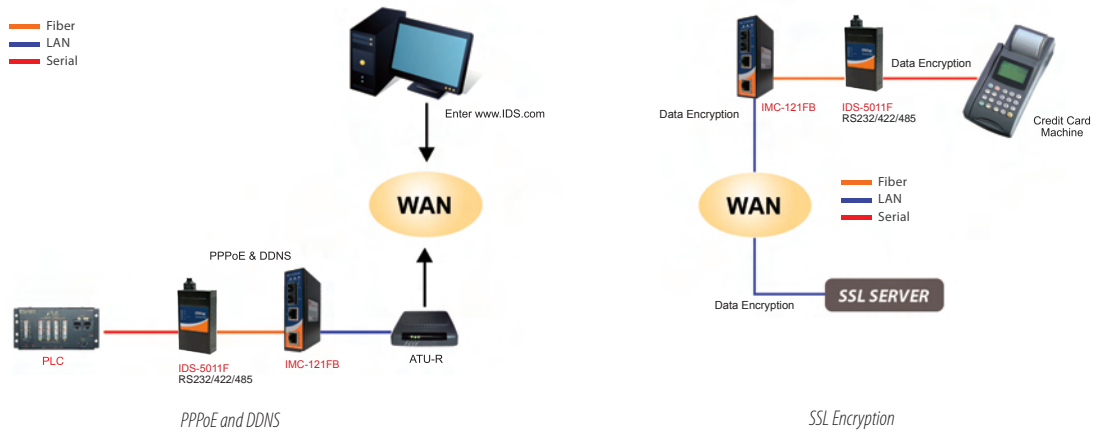 Fiber
LAN
Serial
Enter www.IDS.com
WAN
PPPoE & DDNS
PLC
IDS-5011F
RS232/422/485
IMC-121FB
ATU-R
PPPoE and DDNS
Data Encryption
IMC-121FB
IDS-5011F
RS232/422/485
Data Encryption
Credit Card
Machine
WAN
Fiber
LAN
Serial
Data Encryption
SSL SERVER
SSL Encryption